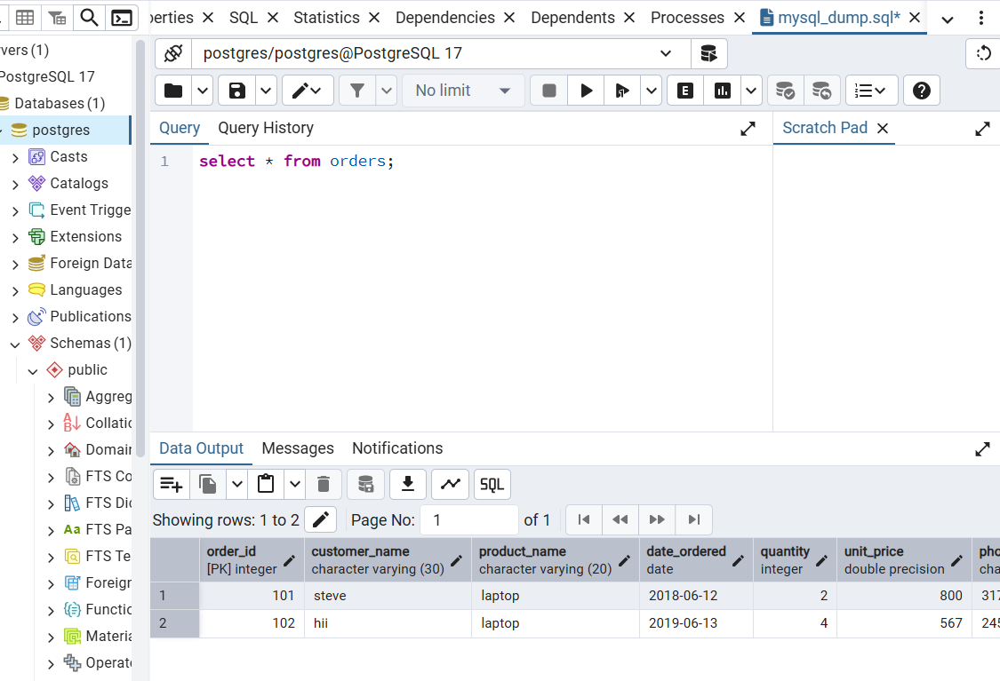 perties SQL Statistics Dependencies Dependents Processes mysql_dump.sql*
vers (1)
PostgreSQL 17
Databases (1)
postgres
Casts
Catalogs
Event Trigge
Extensions
Foreign Data
Languages
Publications
Schemas (1)
public
Aggreg
Collatio
Domain
FTS Co
FTS Dic
FTS Pa
FTS Te
Foreign
Functio
Materia
Operato
postgres/postgres@PostgreSQL 17
No limit
E
Query Query History
Scratch Pad
1 select * from orders;
Data Output Messages Notifications
SQL
Showing rows: 1 to 2 Page No: 1 of 1
order_id customer_name product_name date_ordered quantity unit_price pho
[PK] integer character varying (30) character varying (20) date integer double precision cha
1 101 steve laptop 2018-06-12 2 800 317
2 102 hii laptop 2019-06-13 4 567 245